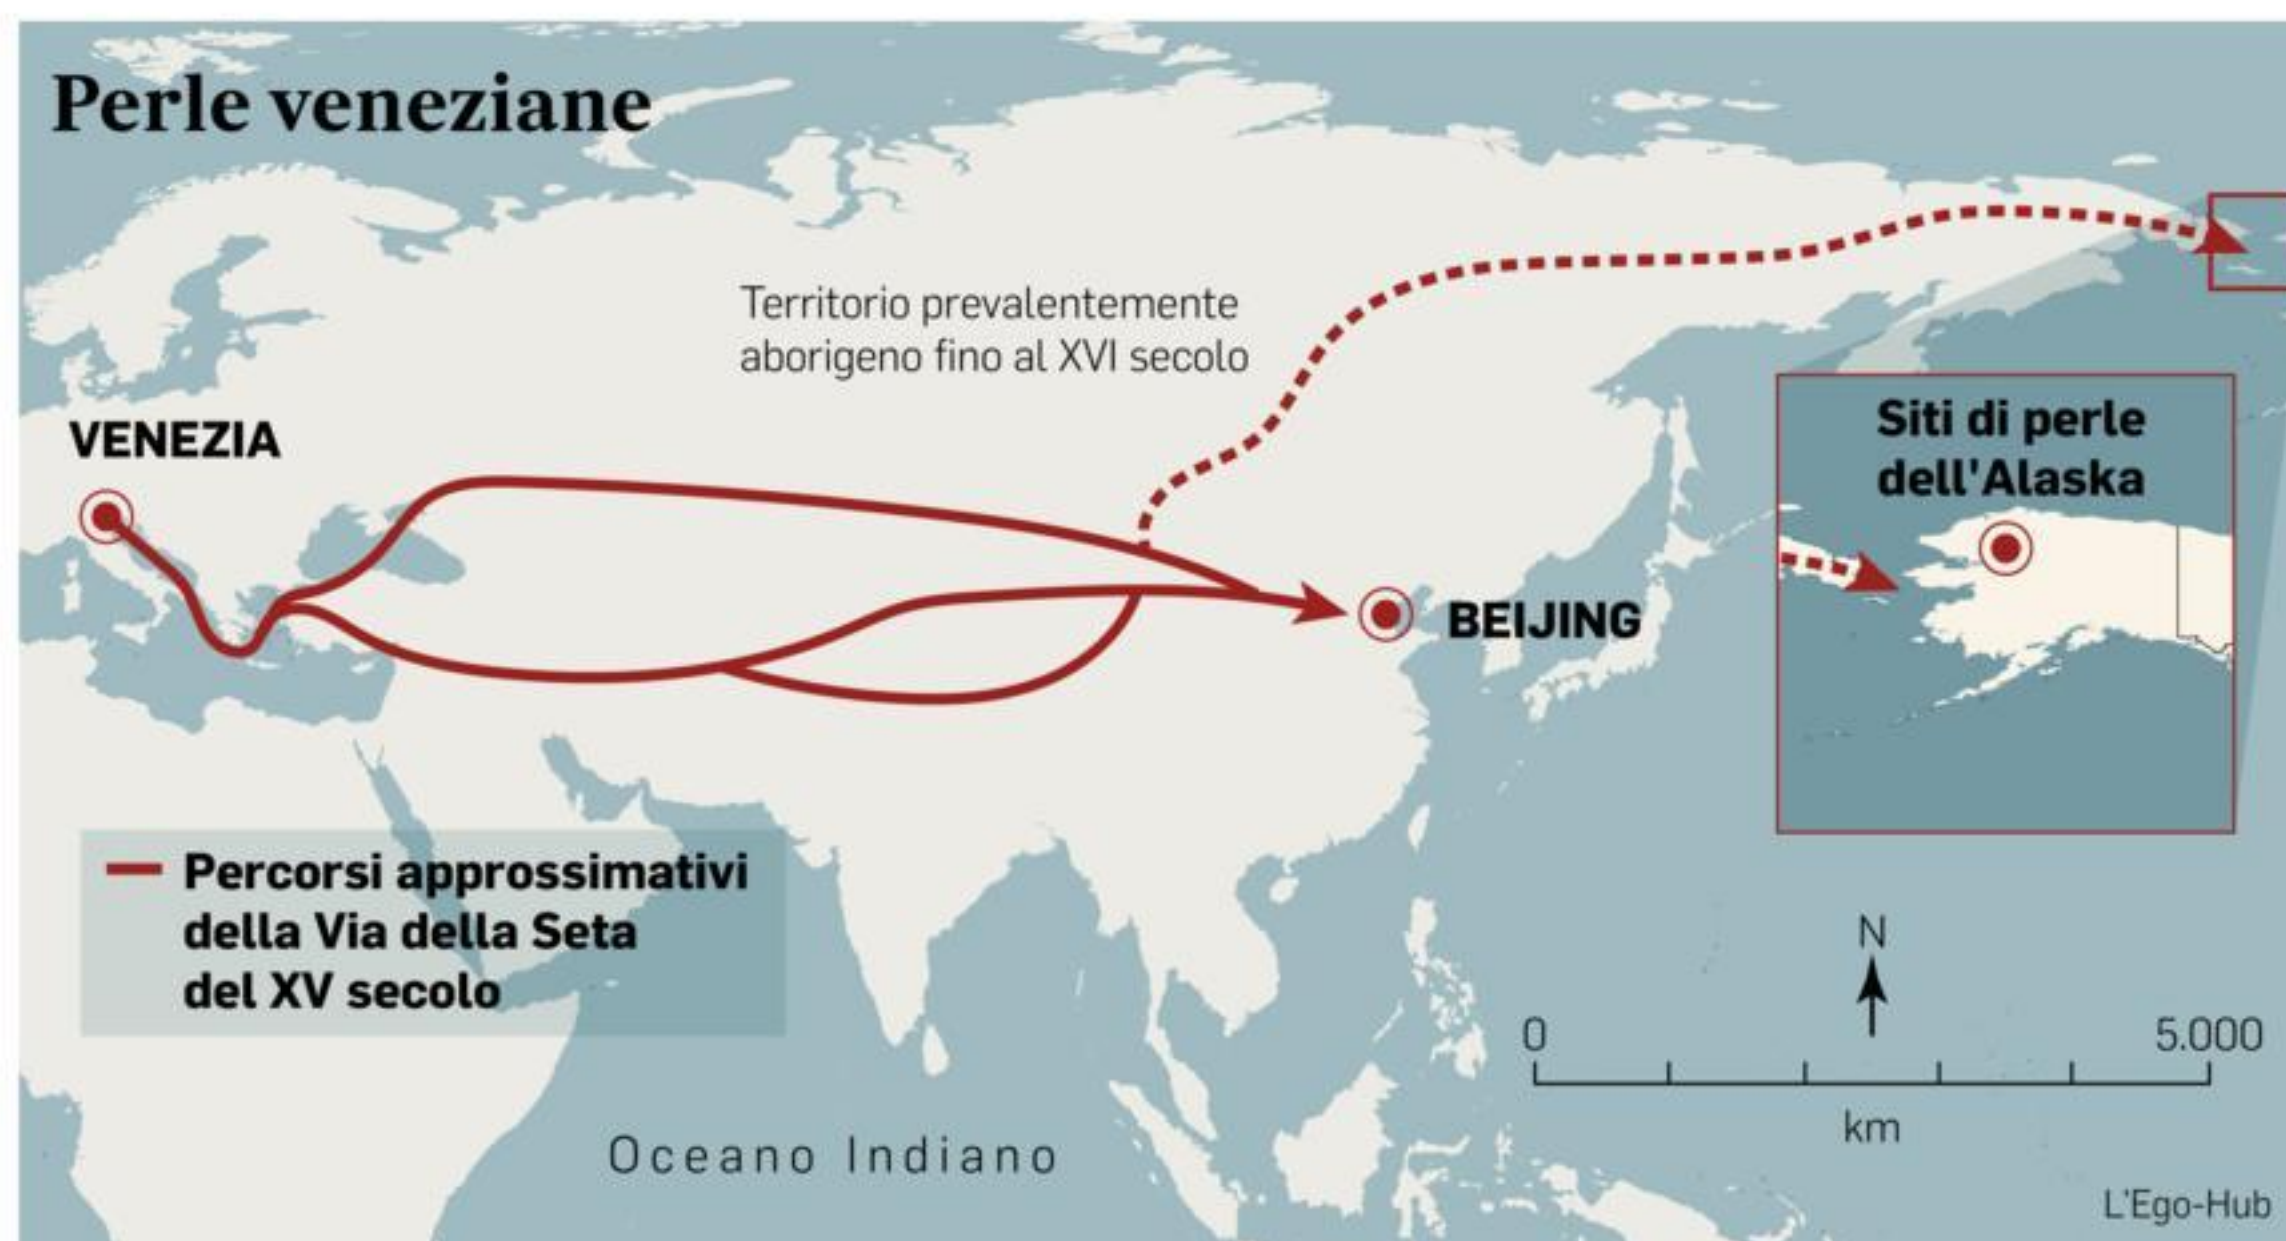 Perle veneziane
Territorio prevalentemente
aborigeno fino al XVI secolo
VENEZIA
Siti di perle
dell'Alaska
BEIJING
Percorsi approssimativi
della Via della Seta
del XV secolo
N
0
5.000
km
Oceano Indiano
L'Ego-Hub